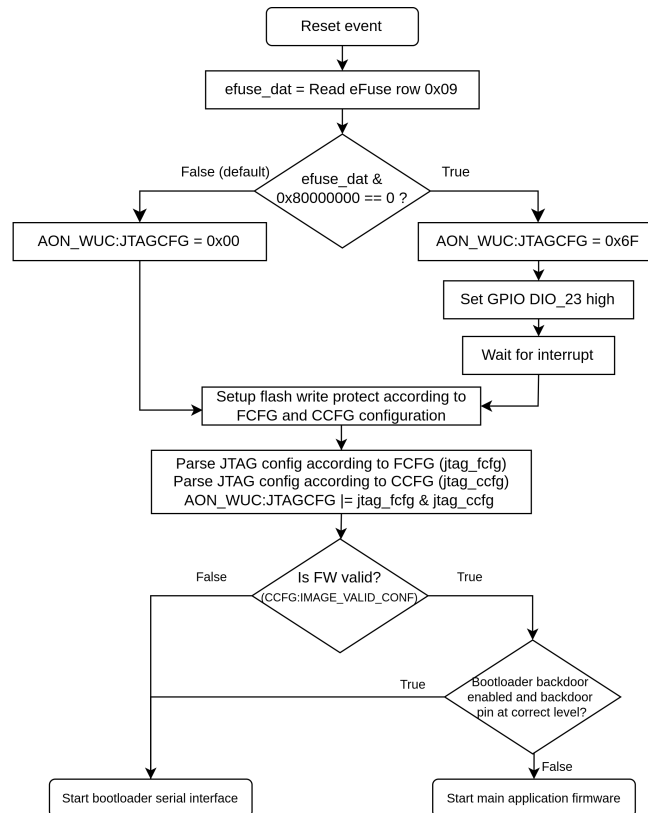 Reset event
efuse_dat = Read eFuse row 0x09
False (default)
True
efuse_dat &
0x80000000 == 0 ?
AON_WUC:JTAGCFG = 0x00
AON_WUC:JTAGCFG = 0x6F
Set GPIO DIO_23 high
Wait for interrupt
Setup flash write protect according to
FCFG and CCFG configuration
Parse JTAG config according to FCFG (jtag_fcfg)
Parse JTAG config according to CCFG (jtag_ccfg)
AON_WUC:JTAGCFG |= jtag_fcfg & jtag_ccfg
False
Is FW valid?
True
(CCFG:IMAGE_VALID_CONF)
True
Bootloader backdoor
enabled and backdoor
pin at correct level?
False
Start bootloader serial interface
Start main application firmware